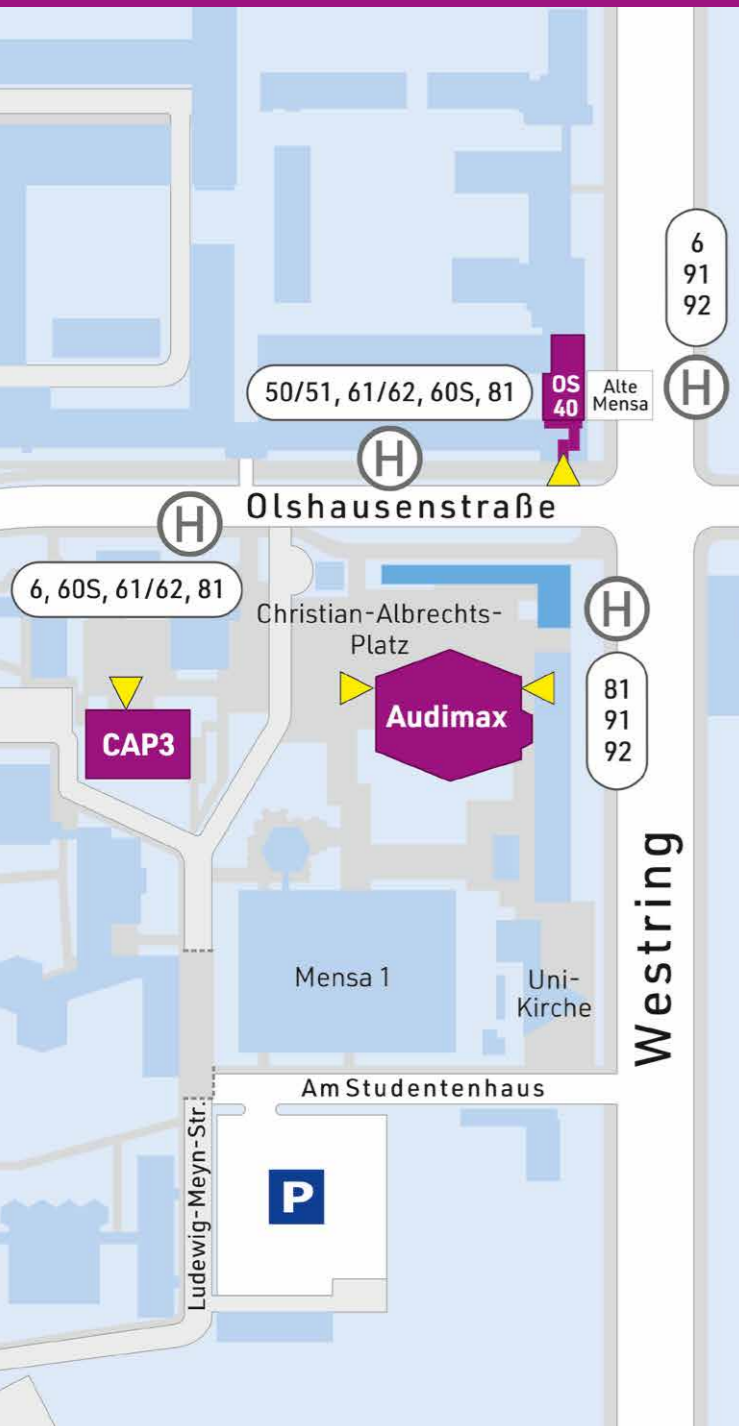 6
91
92
H
50/51, 61/62, 60S, 81
OS
40
Alte
Mensa
H
Olshausenstraße
H
6, 60S, 61/62, 81
H
Christian-Albrechts-
Platz
81
91
92
Audimax
CAP3
Westring
Mensa 1
Uni-
Kirche
Am Studentenhaus
Ludewig-Meyn-Str.
P